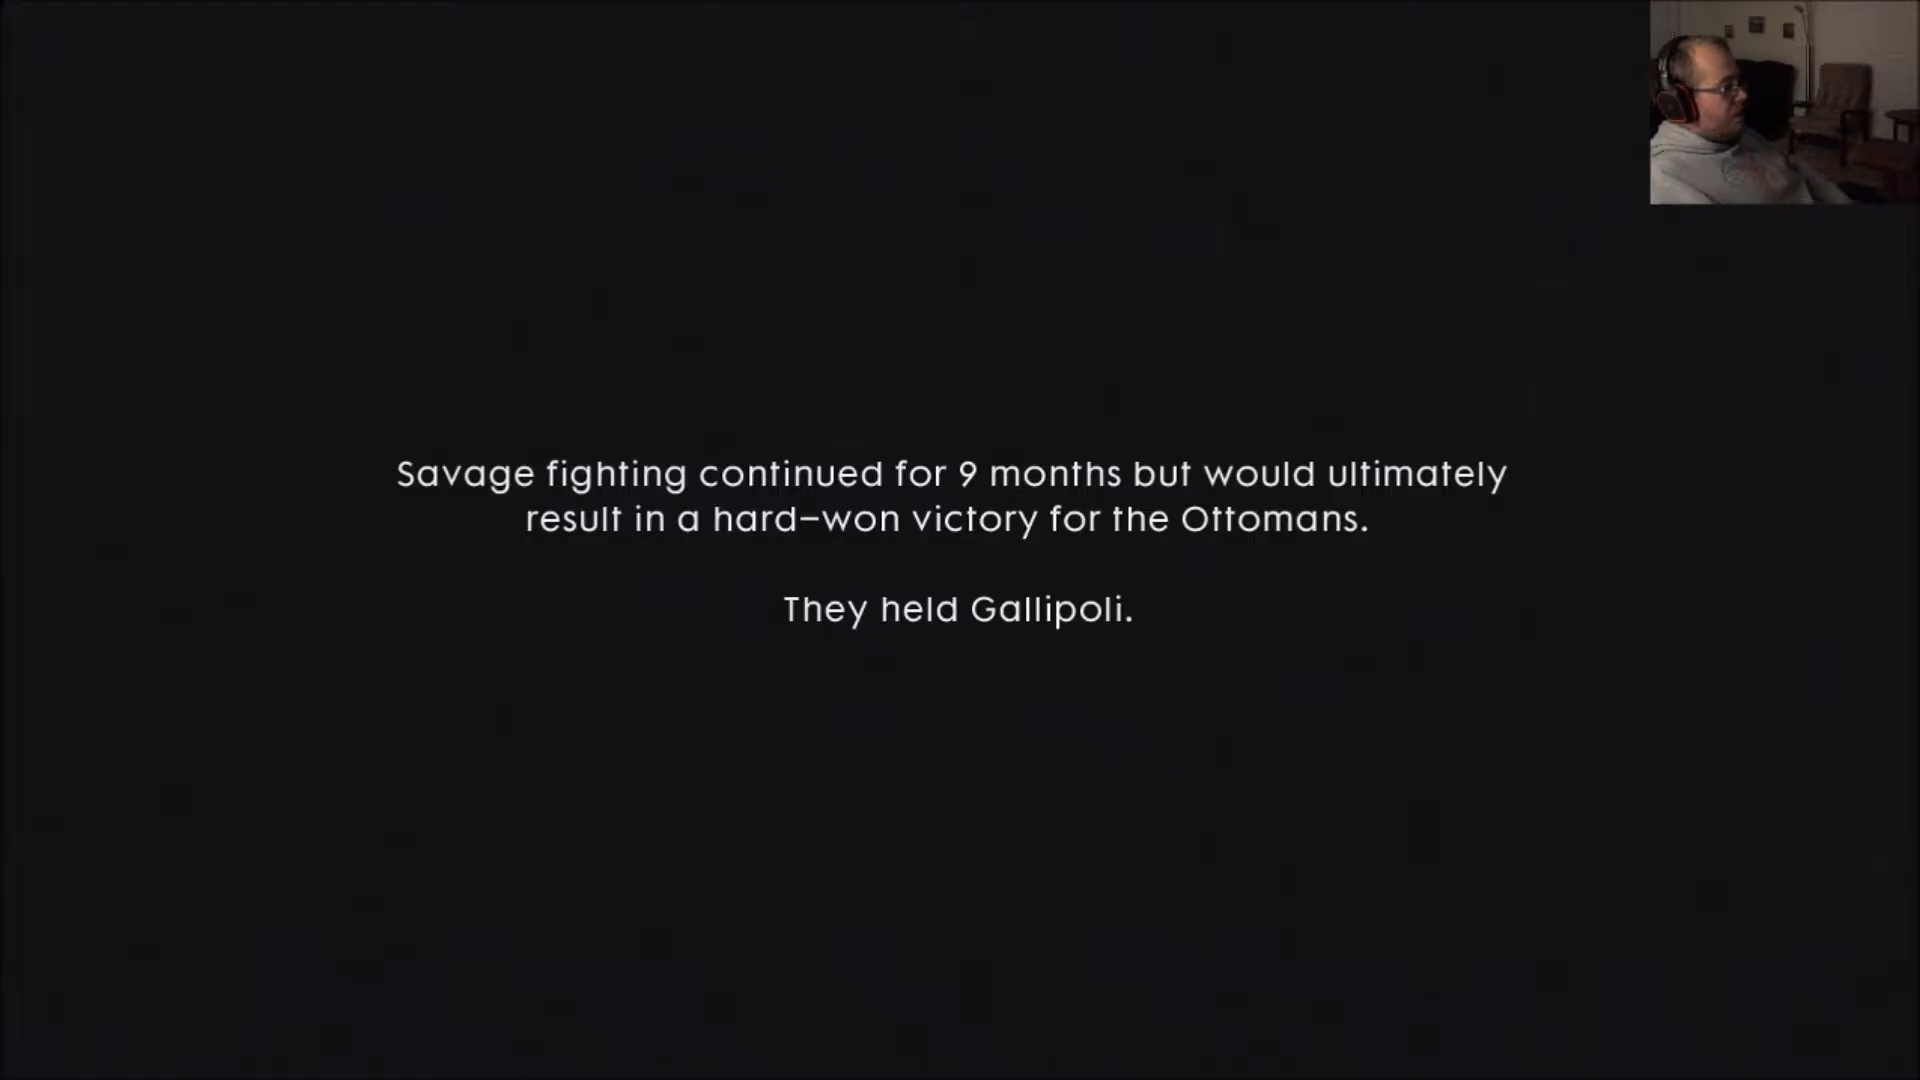 Savage fighting continued for 9 months but would ultimately
result in a hard-won victory for the Ottomans.
They held Gallipoli.